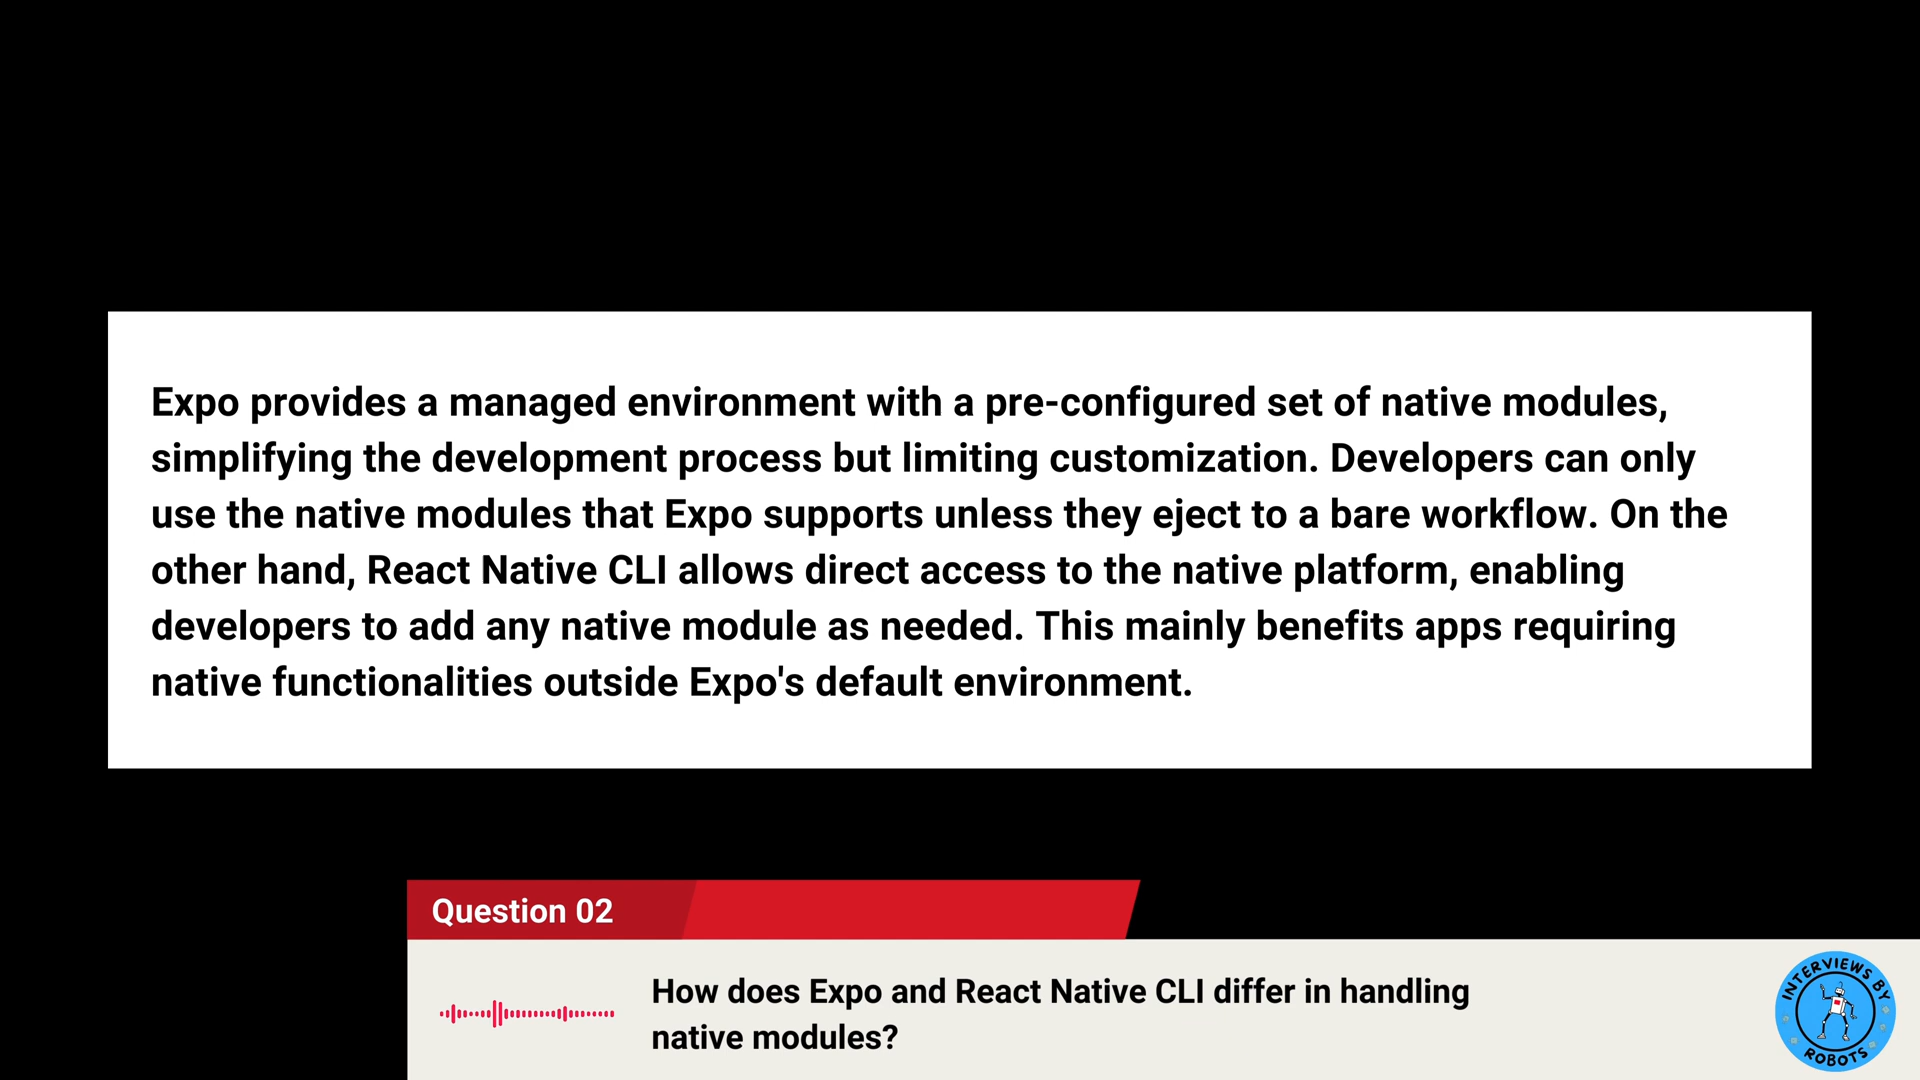 Expo provides a managed environment with a pre-configured set of native modules,
simplifying the development process but limiting customization. Developers can only
use the native modules that Expo supports unless they eject to a bare workflow. On the
other hand, React Native CLI allows direct access to the native platform, enabling
developers to add any native module as needed. This mainly benefits apps requiring
native functionalities outside Expo's default environment.
Question 02
How does Expo and React Native CLI differ in handling
native modules?
INTERVIEWS BY
ROBOTS